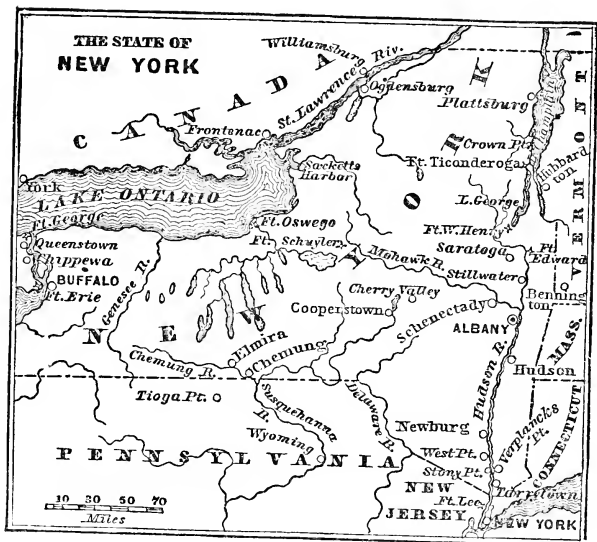 THE STATE OF
NEW YORK
CANADA
Williamsburg
St. Lawrence Riv.
Ogdensburg
Plattsburg
Champlain
Frontenac
Crown Pt.
Ft. Ticonderoga
Hubbard
ton
VERMONT
Sacketts
Harbor
York
LAKE ONTARIO
L. George
Ft. George
Ft. Oswego
Ft. W. Henry
Ft. Schuyler
Mohawk R.
Saratoga
Ft.
Edward
Queenstown
Chippewa
BUFFALO
Ft. Erie
Genesee R.
Stillwater
Benning
ton
NEW YORK
Cherry Valley
Cooperstown
Schenectady
ALBANY
MASS.
Elmira
Chemung
Chemung R.
Hudson R.
Hudson
Tioga Pt.
Susquehanna
R.
Delaware R.
Newburg
Verplancks
Pt.
CONNECTICUT
Wyoming
PENNSYLVANIA
West Pt.
Stony Pt.
NEW
JERSEY
Ft. Lee
Tarrytown
NEW YORK
10 30 50 70
Miles